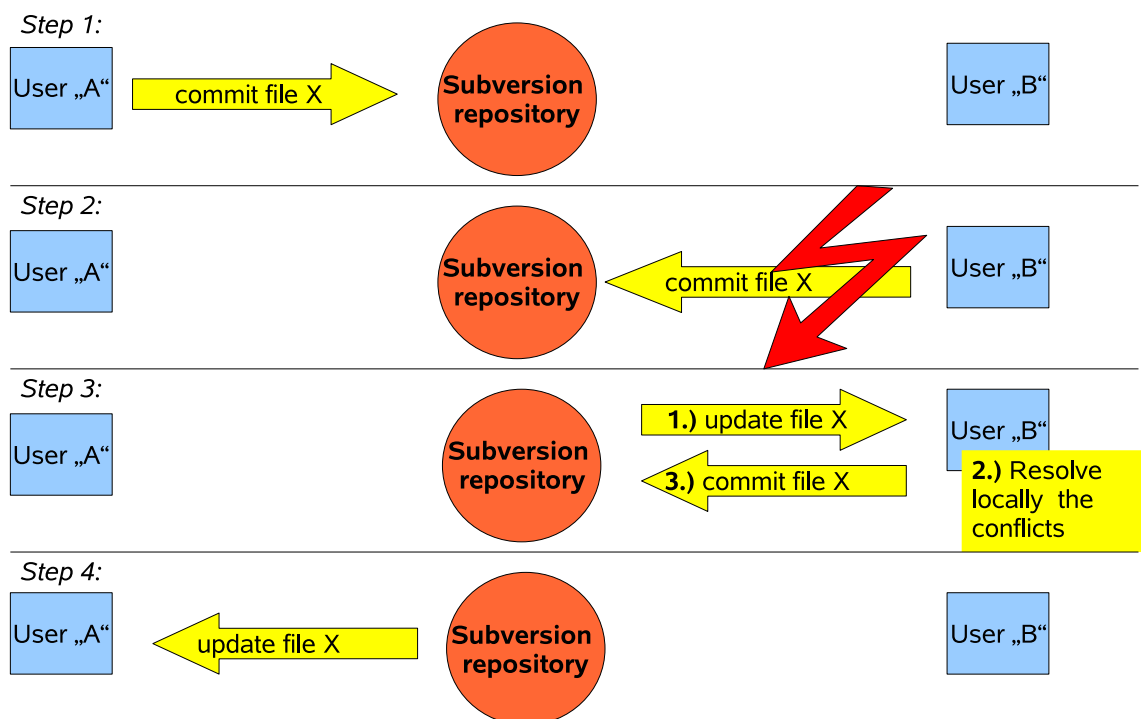 Step 1:
User „A“
commit file X
Subversion
repository
User „B“
Step 2:
User „A“
Subversion
repository
commit file X
User „B“
Step 3:
User „A“
Subversion
repository
1.) update file X
3.) commit file X
User „B“
2.) Resolve
locally the
conflicts
Step 4:
User „A“
update file X
Subversion
repository
User „B“